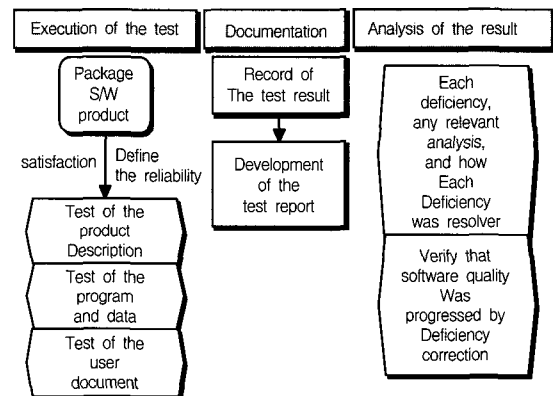 Execution of the test
Package
S/W
product
satisfaction
Define
the reliability
Test of the
product
Description
Test of the
program
and data
Test of the
user
document
Documentation
Record of
The test result
Development
of the
test report
Analysis of the result
Each
deficiency,
any relevant
analysis,
and how
Each
Deficiency
was resolver
Verify that
software quality
Was
progressed by
Deficiency
correction